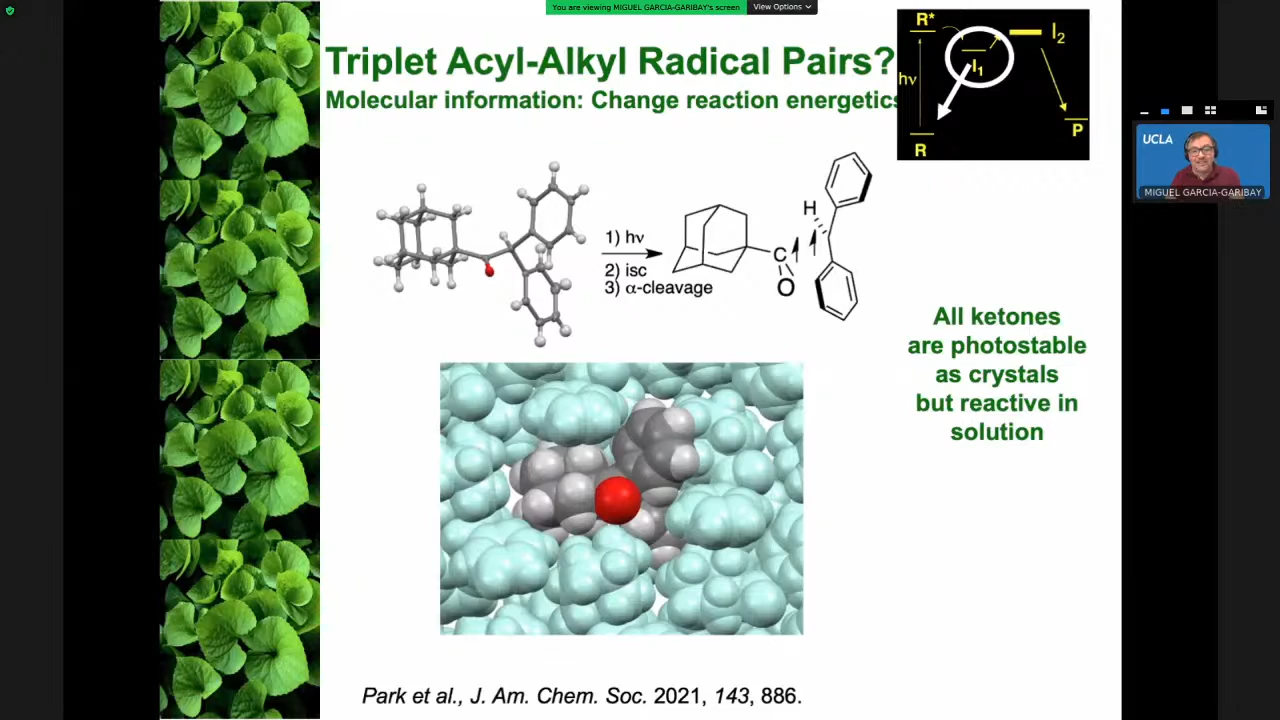 You are viewing MIGUEL GARCIA-GARIBAY's screen
View Options
Triplet Acyl-Alkyl Radical Pairs?
Molecular information: Change reaction energetics
R*
I2
I1
hν
P
R
UCLA
MIGUEL GARCIA-GARIBAY
1) hν
2) isc
3) α-cleavage
H
C
O
All ketones
are photostable
as crystals
but reactive in
solution
Park et al., J. Am. Chem. Soc. 2021, 143, 886.